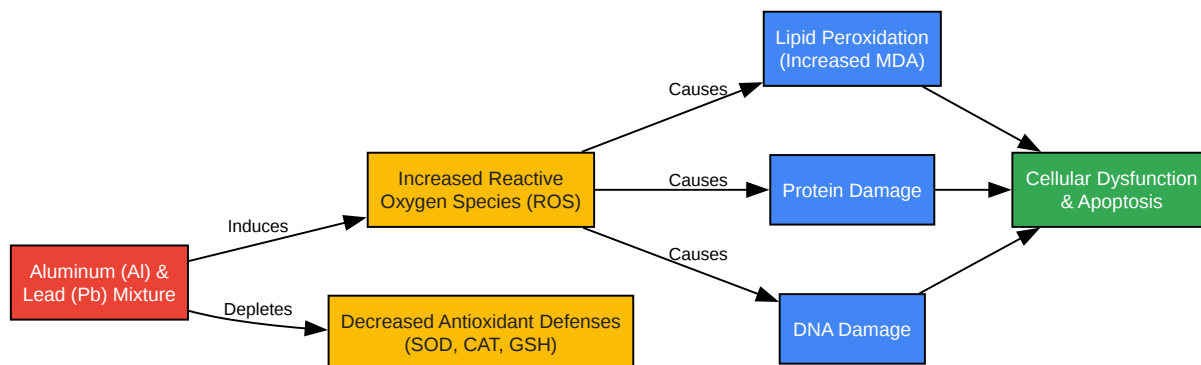 Aluminum (Al) &
Lead (Pb) Mixture
Induces
Depletes
Increased Reactive
Oxygen Species (ROS)
Decreased Antioxidant Defenses
(SOD, CAT, GSH)
Causes
Causes
Causes
Lipid Peroxidation
(Increased MDA)
Protein Damage
DNA Damage
Cellular Dysfunction
& Apoptosis